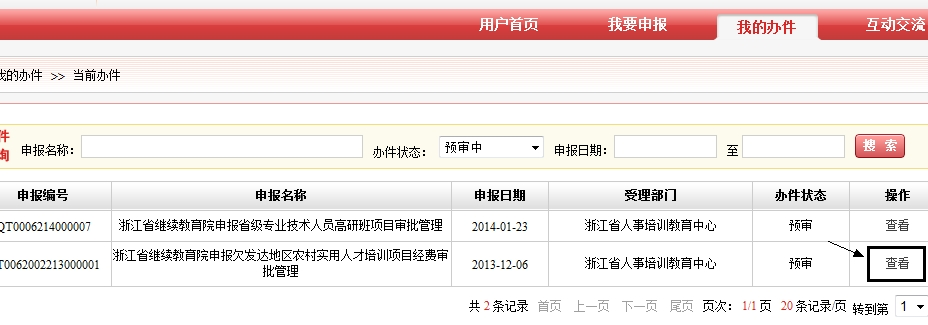 用户首页 我要申报 我的办件 互动交流
我的办件 >> 当前办件
件
询
申报名称： 办件状态： 预审中 申报日期： 至 搜 索
申报编号 申报名称 申报日期 受理部门 办件状态 操作
QT0006214000007 浙江省继续教育院申报省级专业技术人员高研班项目审批管理 2014-01-23 浙江省人事培训教育中心 预审 查看
T0062002213000001 浙江省继续教育院申报欠发达地区农村实用人才培训项目经费审 2013-12-06 浙江省人事培训教育中心 预审 查看
批管理
共 2 条记录 首页 上一页 下一页 尾页 页次： 1/1 页 20 条记录/页 转到第 1